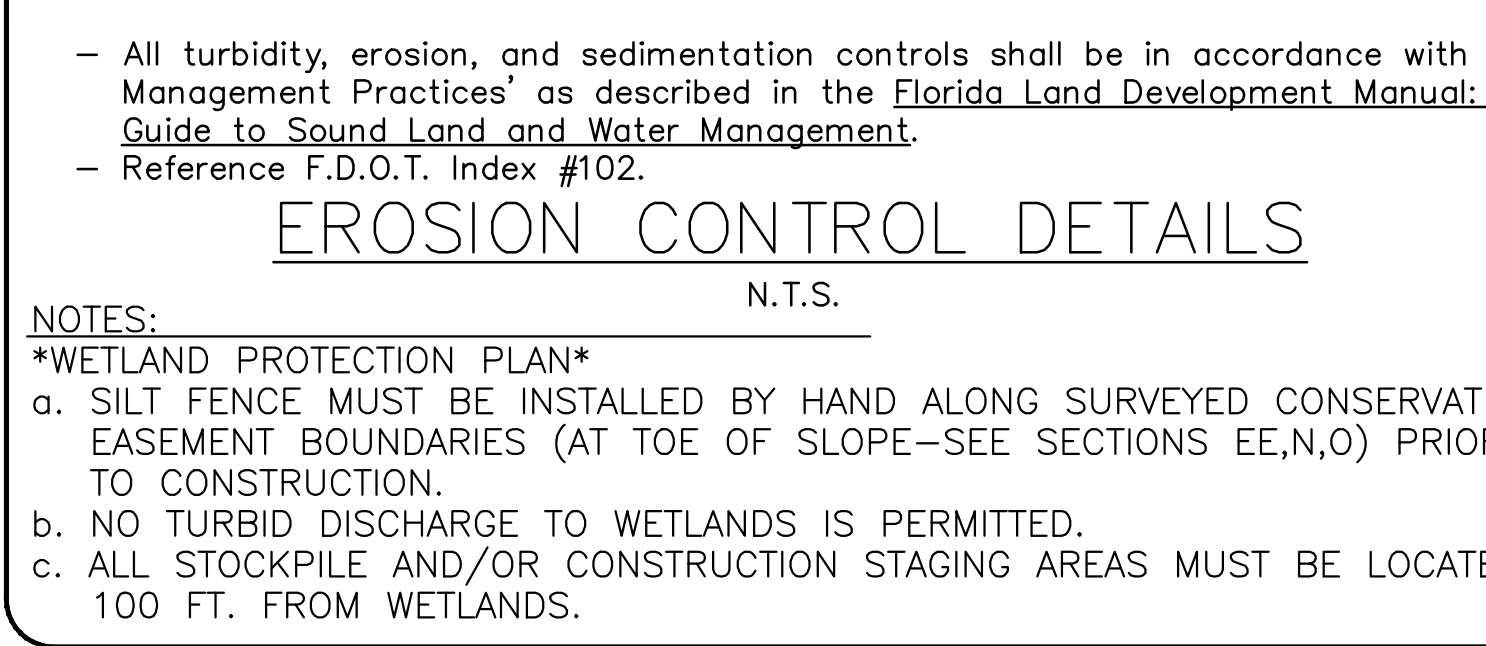 – All turbidity, erosion, and sedimentation controls shall be in accordance with
Management Practices' as described in the Florida Land Development Manual:
Guide to Sound Land and Water Management.
– Reference F.D.O.T. Index #102.
EROSION CONTROL DETAILS
N.T.S.
NOTES:
*WETLAND PROTECTION PLAN*
a. SILT FENCE MUST BE INSTALLED BY HAND ALONG SURVEYED CONSERVAT
EASEMENT BOUNDARIES (AT TOE OF SLOPE–SEE SECTIONS EE,N,O) PRIOR
TO CONSTRUCTION.
b. NO TURBID DISCHARGE TO WETLANDS IS PERMITTED.
c. ALL STOCKPILE AND/OR CONSTRUCTION STAGING AREAS MUST BE LOCATE
100 FT. FROM WETLANDS.